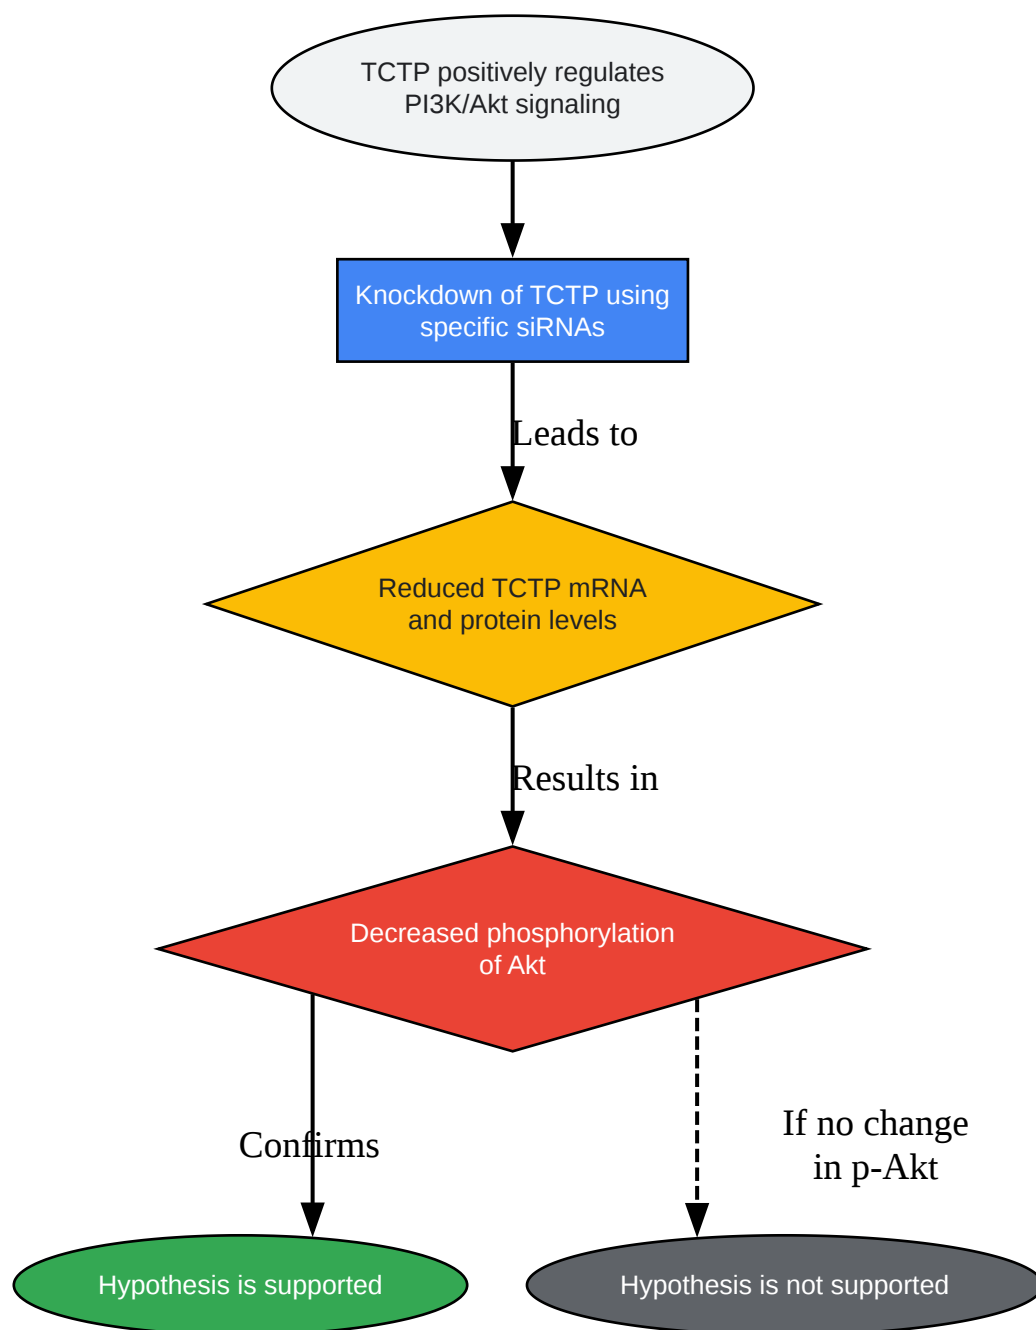 TCTP positively regulates
PI3K/Akt signaling
Knockdown of TCTP using
specific siRNAs
Leads to
Reduced TCTP mRNA
and protein levels
Results in
Decreased phosphorylation
of Akt
Confirms
If no change
in p-Akt
Hypothesis is supported
Hypothesis is not supported